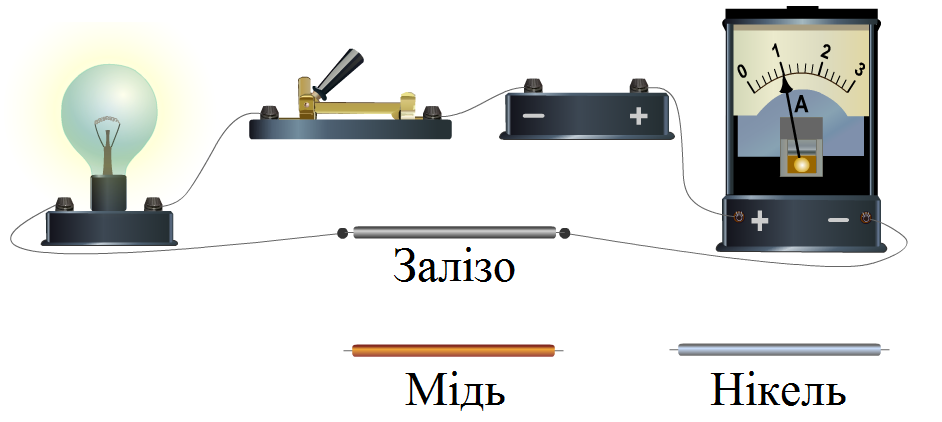 0 1 2 3
A
− +
+ −
Залізо
Мідь Нікель